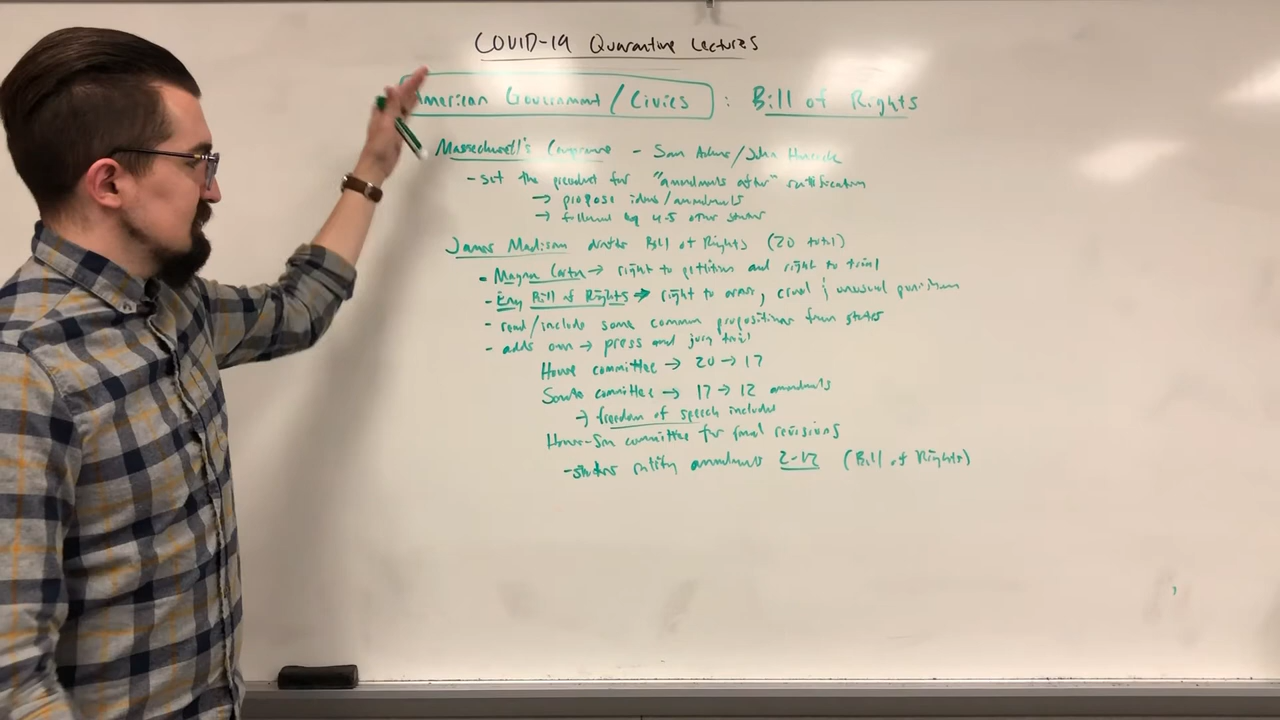 COVID-19 Quarantine Lectures
American Government / Civics : Bill of Rights
- Sam Adams / John Hancock
- set the for "amendments after" ratification
→ propose ideas/amendments
→ followed by 4-5 other states
James Madison drafts Bill of Rights (20 total)
- Magna Carta → right to petition and right to trial
- Eng Bill of Rights → right to arms, cruel & unusual punishment
- read/include some common propositions from states
- adds own → press and jury trial
House committee → 20 → 17
Senate committee → 17 → 12 amendments
→ freedom of speech included
House-Sen committee for final revisions
- states ratify amendments 2-12 (Bill of Rights)